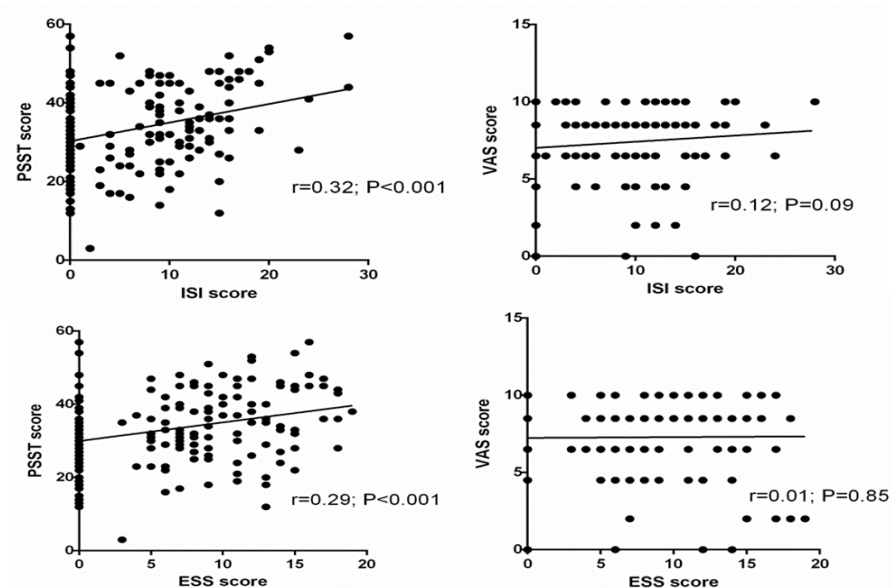 60
40
20
0
PSST score
r=0.32; P<0.001
0 10 20 30
ISI score
15
10
5
0
VAS score
r=0.12; P=0.09
0 10 20 30
ISI score
60
40
20
0
PSST score
r=0.29; P<0.001
0 5 10 15 20
ESS score
15
10
5
0
VAS score
r=0.01; P=0.85
0 5 10 15 20
ESS score